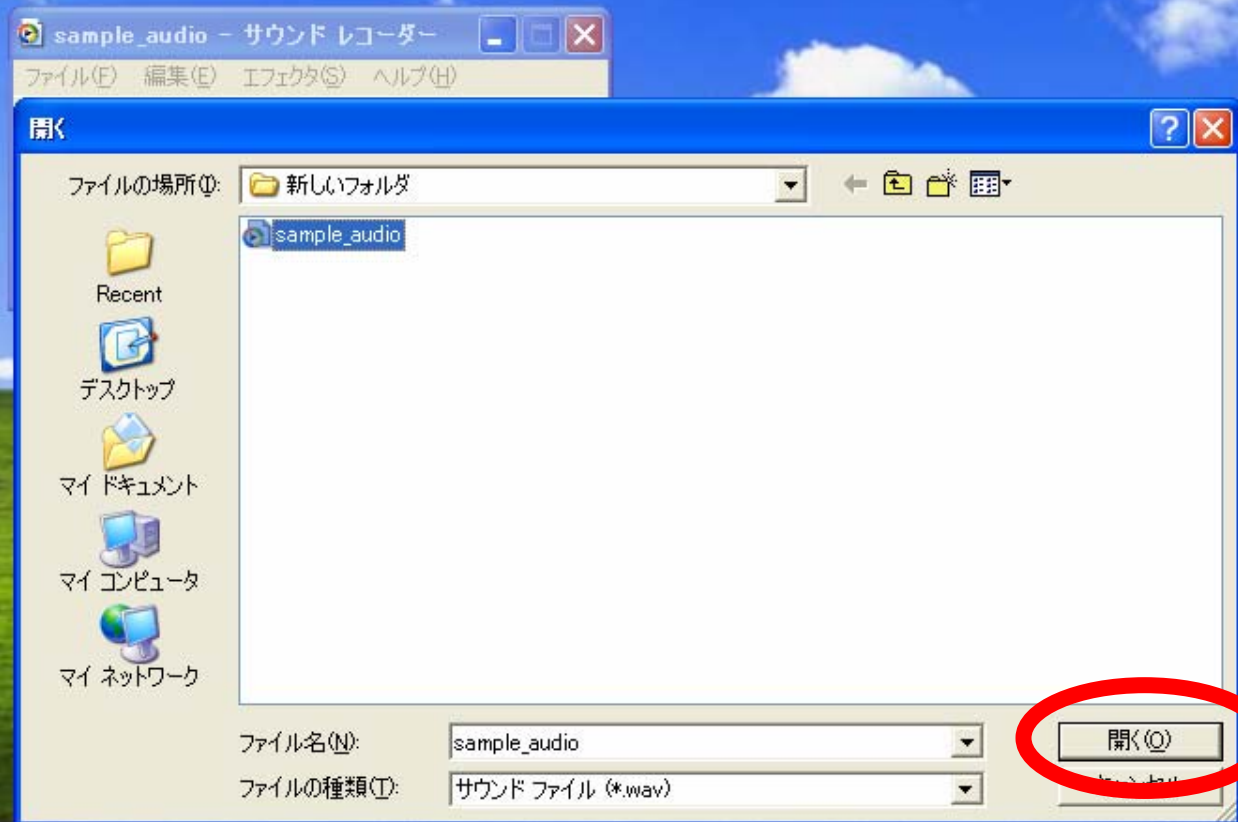 sample_audio - サウンド レコーダー
ファイル(F) 編集(E) エフェクタ(S) ヘルプ(H)
開く
ファイルの場所(I): 新しいフォルダ
sample_audio
Recent
デスクトップ
マイ ドキュメント
マイ コンピュータ
マイ ネットワーク
ファイル名(N): sample_audio 開く(O)
ファイルの種類(T): サウンド ファイル (*.wav)